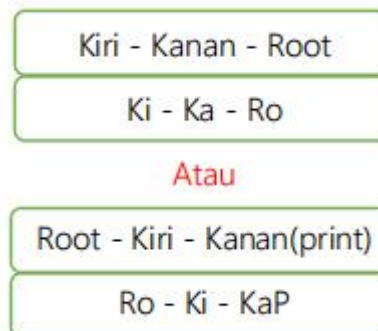 Kiri - Kanan - Root
Ki - Ka - Ro
Atau
Root - Kiri - Kanan(print)
Ro - Ki - KaP